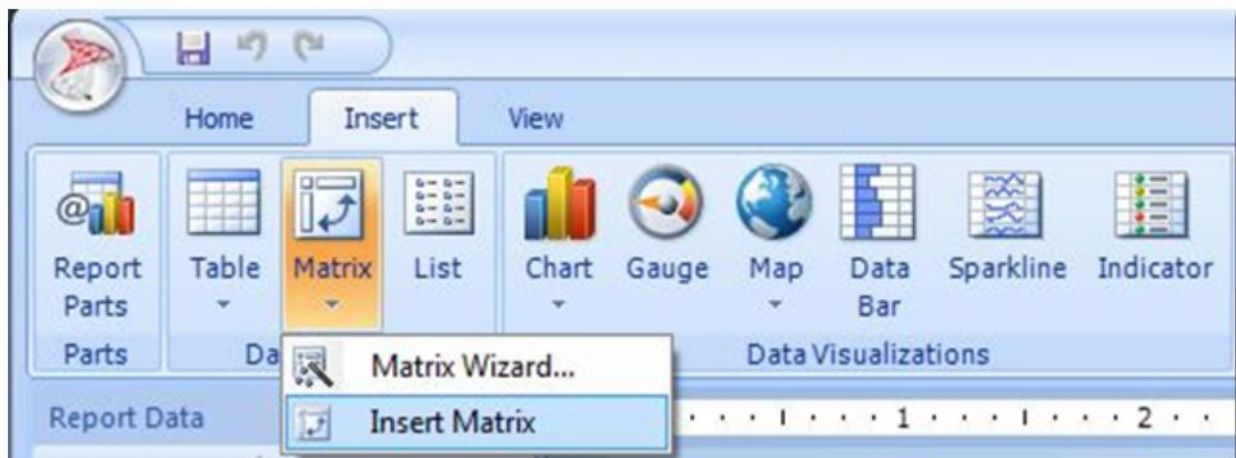 Home Insert View
@
Report Table Matrix List Chart Gauge Map Data Sparkline Indicator
Parts Bar
Parts Da Data Visualizations
Matrix Wizard...
Report Data
Insert Matrix 1 2